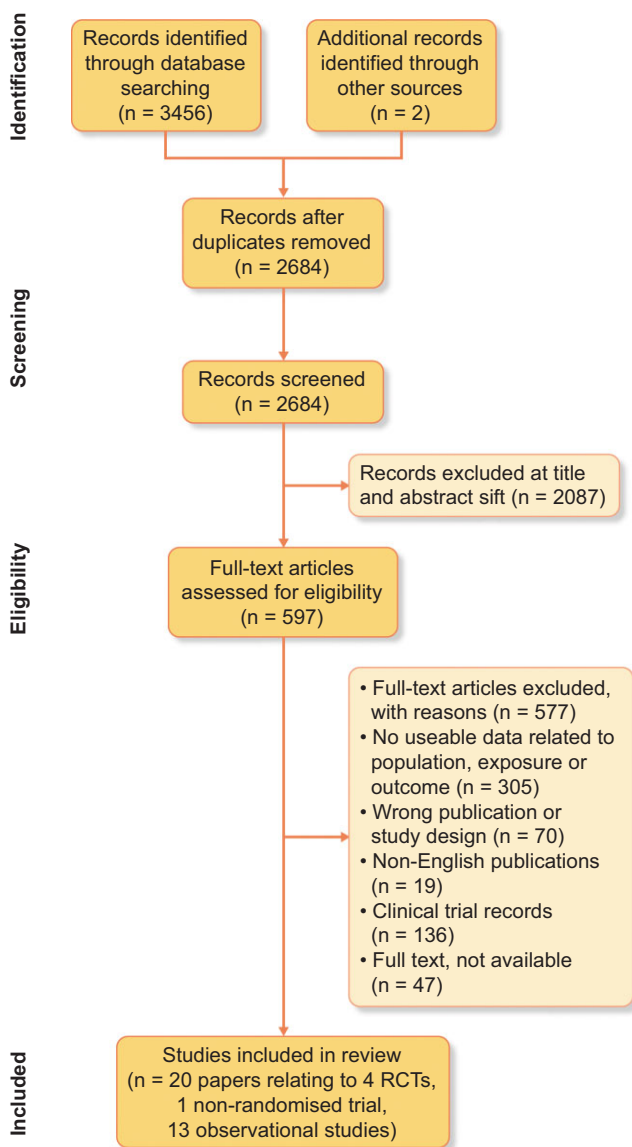 Identification
Records identified
through database
searching
(n = 3456)
Additional records
identified through
other sources
(n = 2)
Records after
duplicates removed
(n = 2684)
Screening
Records screened
(n = 2684)
Records excluded at title
and abstract sift (n = 2087)
Eligibility
Full-text articles
assessed for eligibility
(n = 597)
• Full-text articles excluded,
with reasons (n = 577)
• No useable data related to
population, exposure or
outcome (n = 305)
• Wrong publication or
study design (n = 70)
• Non-English publications
(n = 19)
• Clinical trial records
(n = 136)
• Full text, not available
(n = 47)
Included
Studies included in review
(n = 20 papers relating to 4 RCTs,
1 non-randomised trial,
13 observational studies)